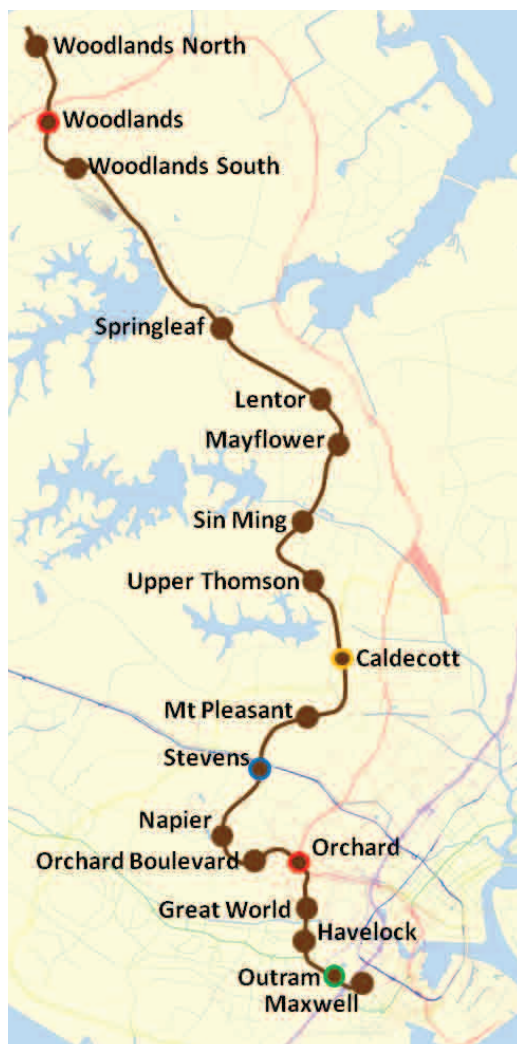 Woodlands North
Woodlands
Woodlands South
Springleaf
Lentor
Mayflower
Sin Ming
Upper Thomson
Caldecott
Mt Pleasant
Stevens
Napier
Orchard Boulevard
Orchard
Great World
Havelock
Outram
Maxwell